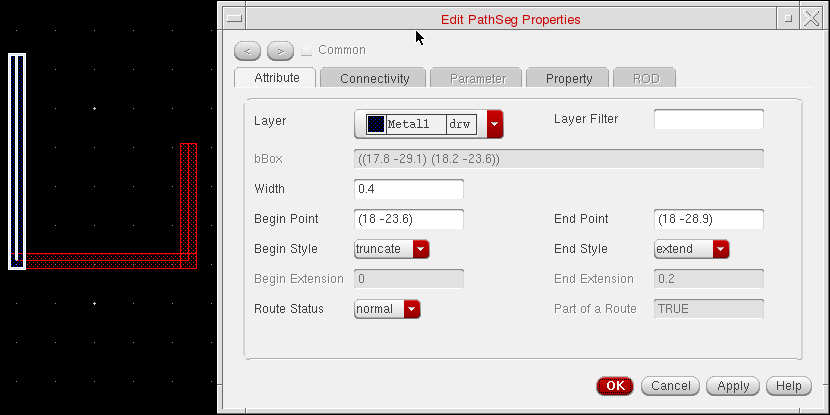 Edit PathSeg Properties
< > Common
Attribute Connectivity Parameter Property ROD
Layer Metal1 drw Layer Filter
bBox ((17.8 -29.1) (18.2 -23.6))
Width 0.4
Begin Point (18 -23.6) End Point (18 -28.9)
Begin Style truncate End Style extend
Begin Extension 0 End Extension 0.2
Route Status normal Part of a Route TRUE
OK Cancel Apply Help